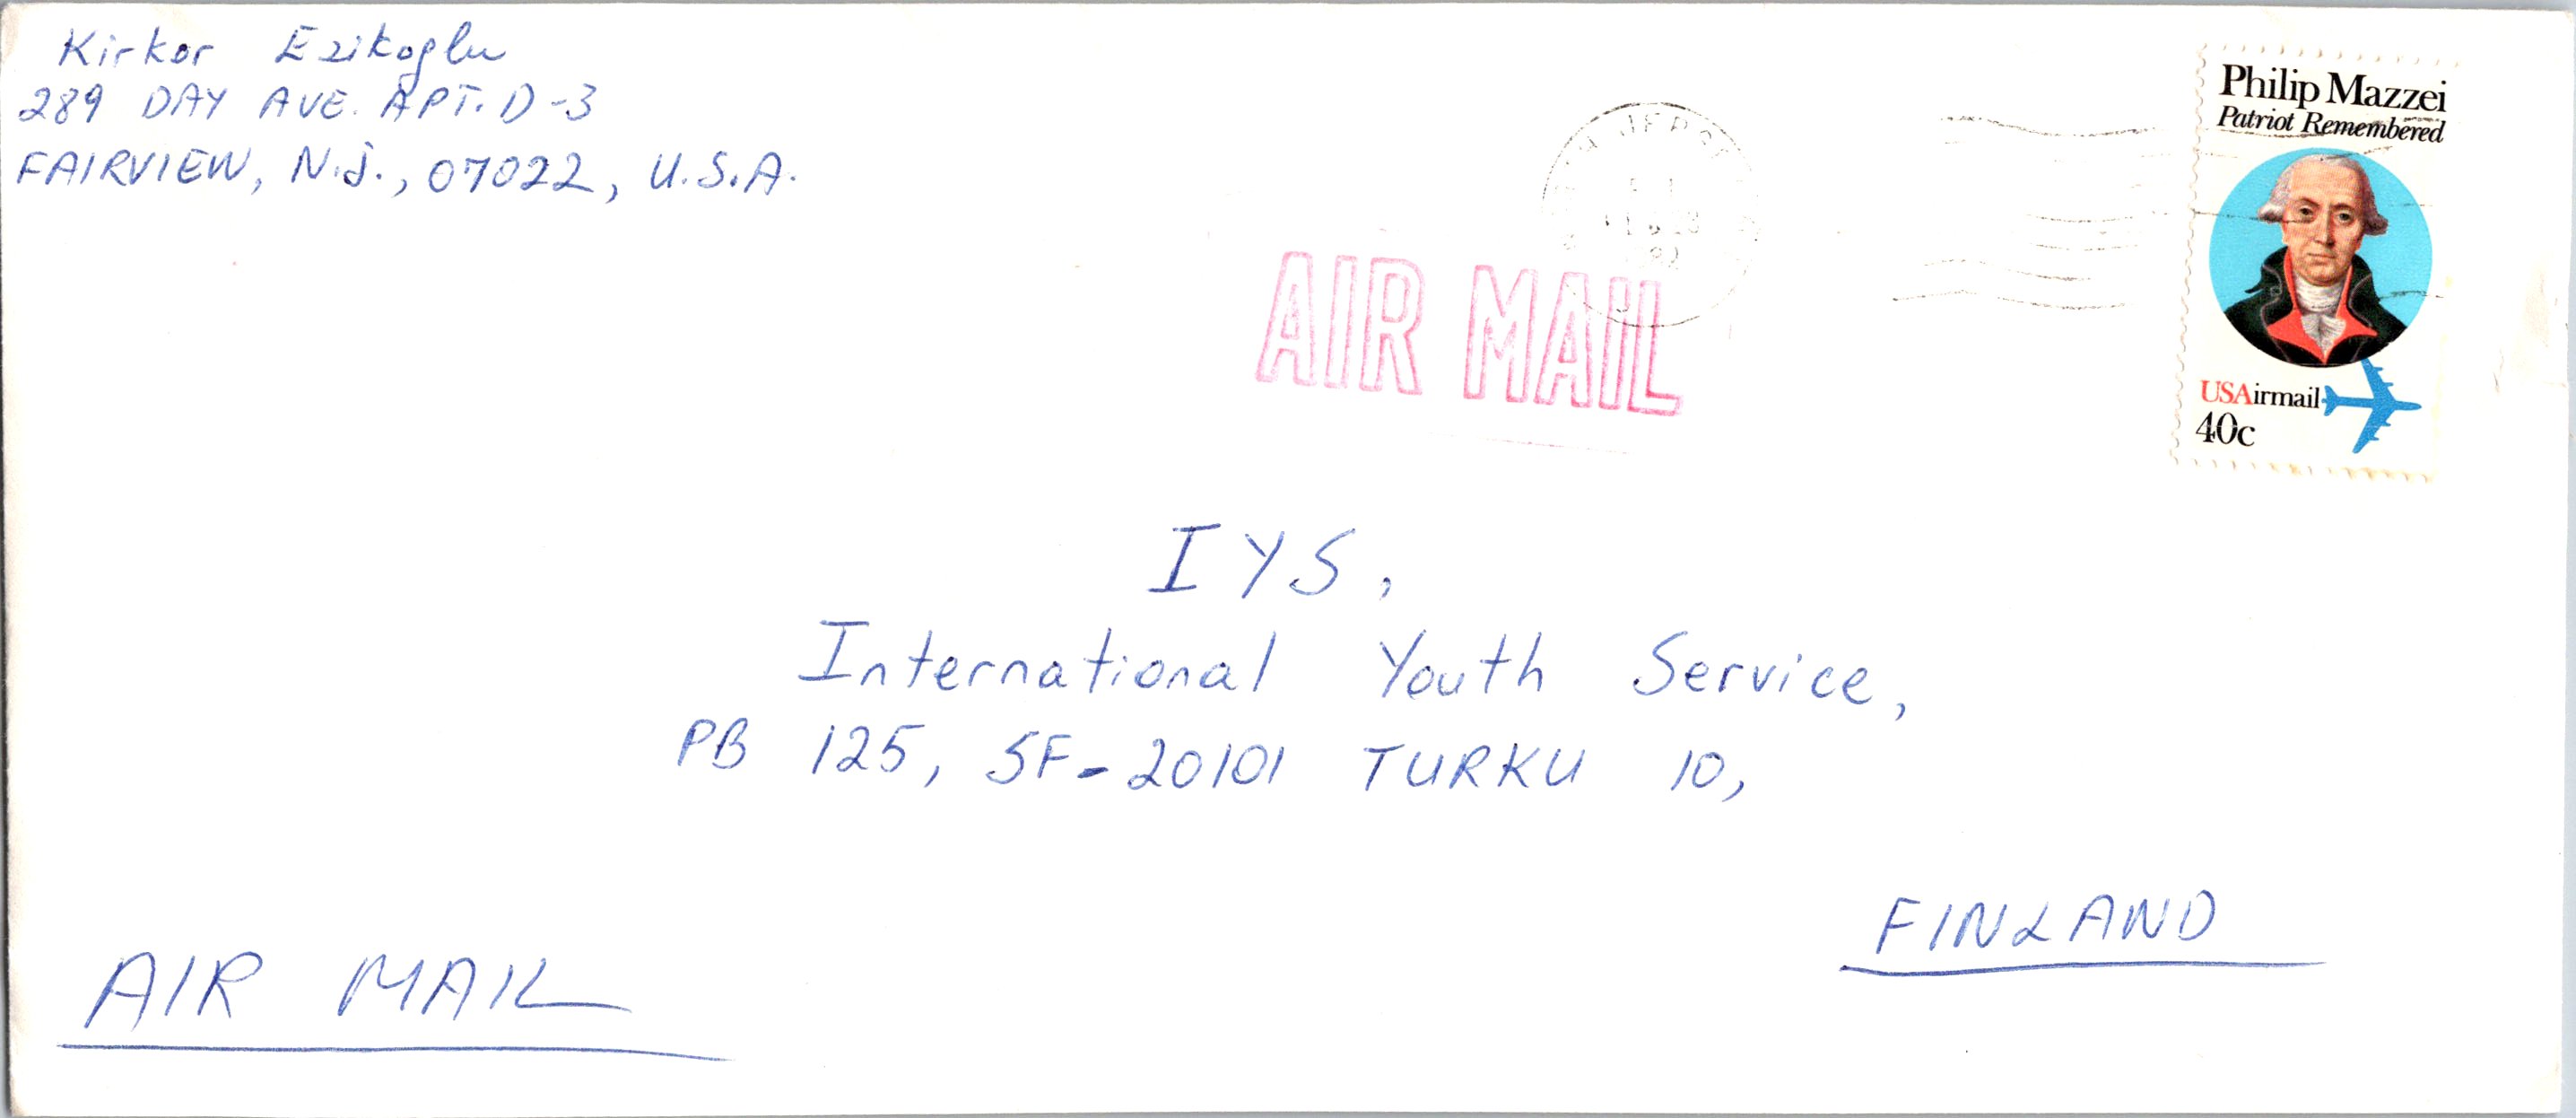 Kirkor Ezikoglu
289 DAY AVE. APT. D-3
FAIRVIEW, N.J., 07022, U.S.A.
Philip Mazzei
Patriot Remembered
USAirmail
40c
AIR MAIL
IYS,
International Youth Service,
PB 125, SF-20101 TURKU 10,
FINLAND
AIR MAIL